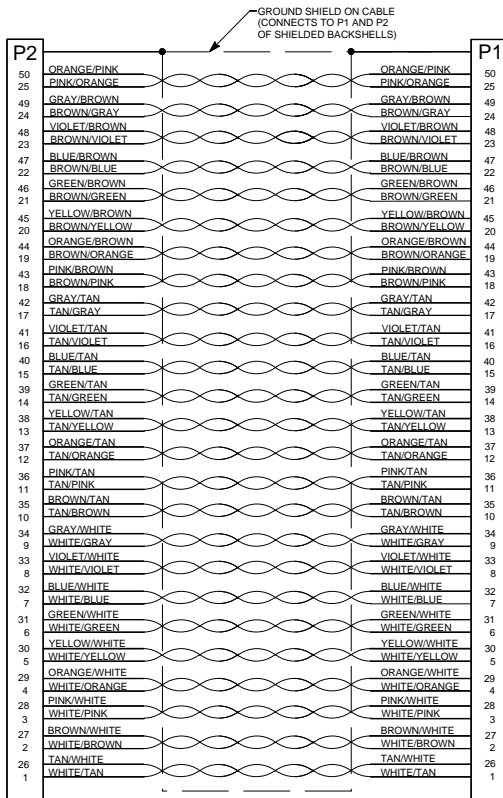 GROUND SHIELD ON CABLE
(CONNECTS TO P1 AND P2
OF SHIELDED BACKSHELLS)
P2 P1
50 ORANGE/PINK ORANGE/PINK 50
25 PINK/ORANGE PINK/ORANGE 25
49 GRAY/BROWN GRAY/BROWN 49
24 BROWN/GRAY BROWN/GRAY 24
48 VIOLET/BROWN VIOLET/BROWN 48
23 BROWN/VIOLET BROWN/VIOLET 23
47 BLUE/BROWN BLUE/BROWN 47
22 BROWN/BLUE BROWN/BLUE 22
46 GREEN/BROWN GREEN/BROWN 46
21 BROWN/GREEN BROWN/GREEN 21
45 YELLOW/BROWN YELLOW/BROWN 45
20 BROWN/YELLOW BROWN/YELLOW 20
44 ORANGE/BROWN ORANGE/BROWN 44
19 BROWN/ORANGE BROWN/ORANGE 19
43 PINK/BROWN PINK/BROWN 43
18 BROWN/PINK BROWN/PINK 18
42 GRAY/TAN GRAY/TAN 42
17 TAN/GRAY TAN/GRAY 17
41 VIOLET/TAN VIOLET/TAN 41
16 TAN/VIOLET TAN/VIOLET 16
40 BLUE/TAN BLUE/TAN 40
15 TAN/BLUE TAN/BLUE 15
39 GREEN/TAN GREEN/TAN 39
14 TAN/GREEN TAN/GREEN 14
38 YELLOW/TAN YELLOW/TAN 38
13 TAN/YELLOW TAN/YELLOW 13
37 ORANGE/TAN ORANGE/TAN 37
12 TAN/ORANGE TAN/ORANGE 12
36 PINK/TAN PINK/TAN 36
11 TAN/PINK TAN/PINK 11
35 BROWN/TAN BROWN/TAN 35
10 TAN/BROWN TAN/BROWN 10
34 GRAY/WHITE GRAY/WHITE 34
9 WHITE/GRAY WHITE/GRAY 9
33 VIOLET/WHITE VIOLET/WHITE 33
8 WHITE/VIOLET WHITE/VIOLET 8
32 BLUE/WHITE BLUE/WHITE 32
7 WHITE/BLUE WHITE/BLUE 7
31 GREEN/WHITE GREEN/WHITE 31
6 WHITE/GREEN WHITE/GREEN 6
30 YELLOW/WHITE YELLOW/WHITE 30
5 WHITE/YELLOW WHITE/YELLOW 5
29 ORANGE/WHITE ORANGE/WHITE 29
4 WHITE/ORANGE WHITE/ORANGE 4
28 PINK/WHITE PINK/WHITE 28
3 WHITE/PINK WHITE/PINK 3
27 BROWN/WHITE BROWN/WHITE 27
2 WHITE/BROWN WHITE/BROWN 2
26 TAN/WHITE TAN/WHITE 26
1 WHITE/TAN WHITE/TAN 1